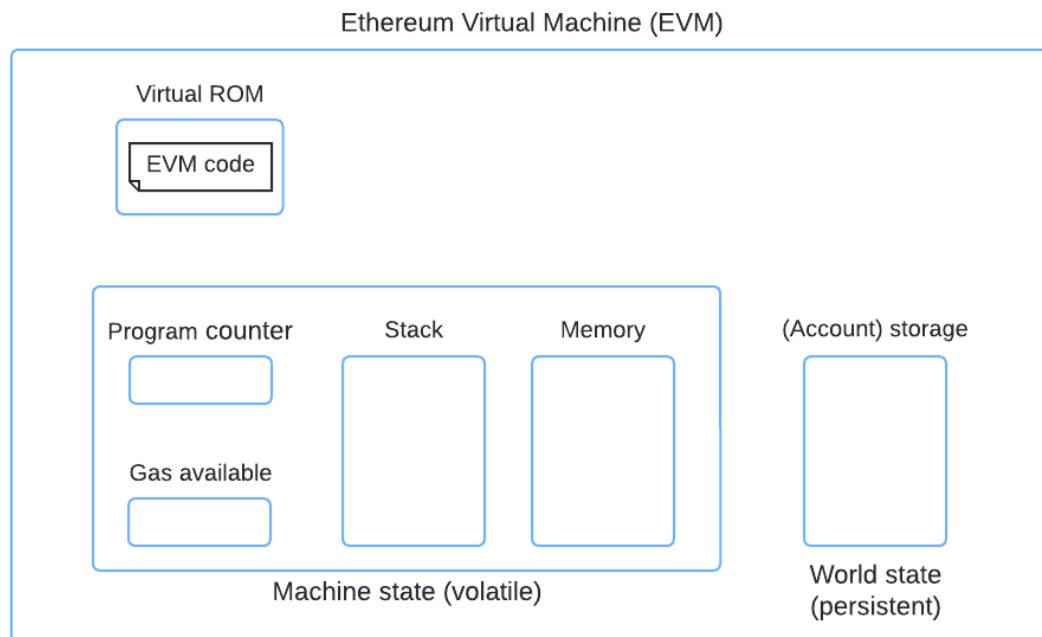 Ethereum Virtual Machine (EVM)
Virtual ROM
EVM code
Program counter
Stack
Memory
(Account) storage
Gas available
Machine state (volatile)
World state
(persistent)